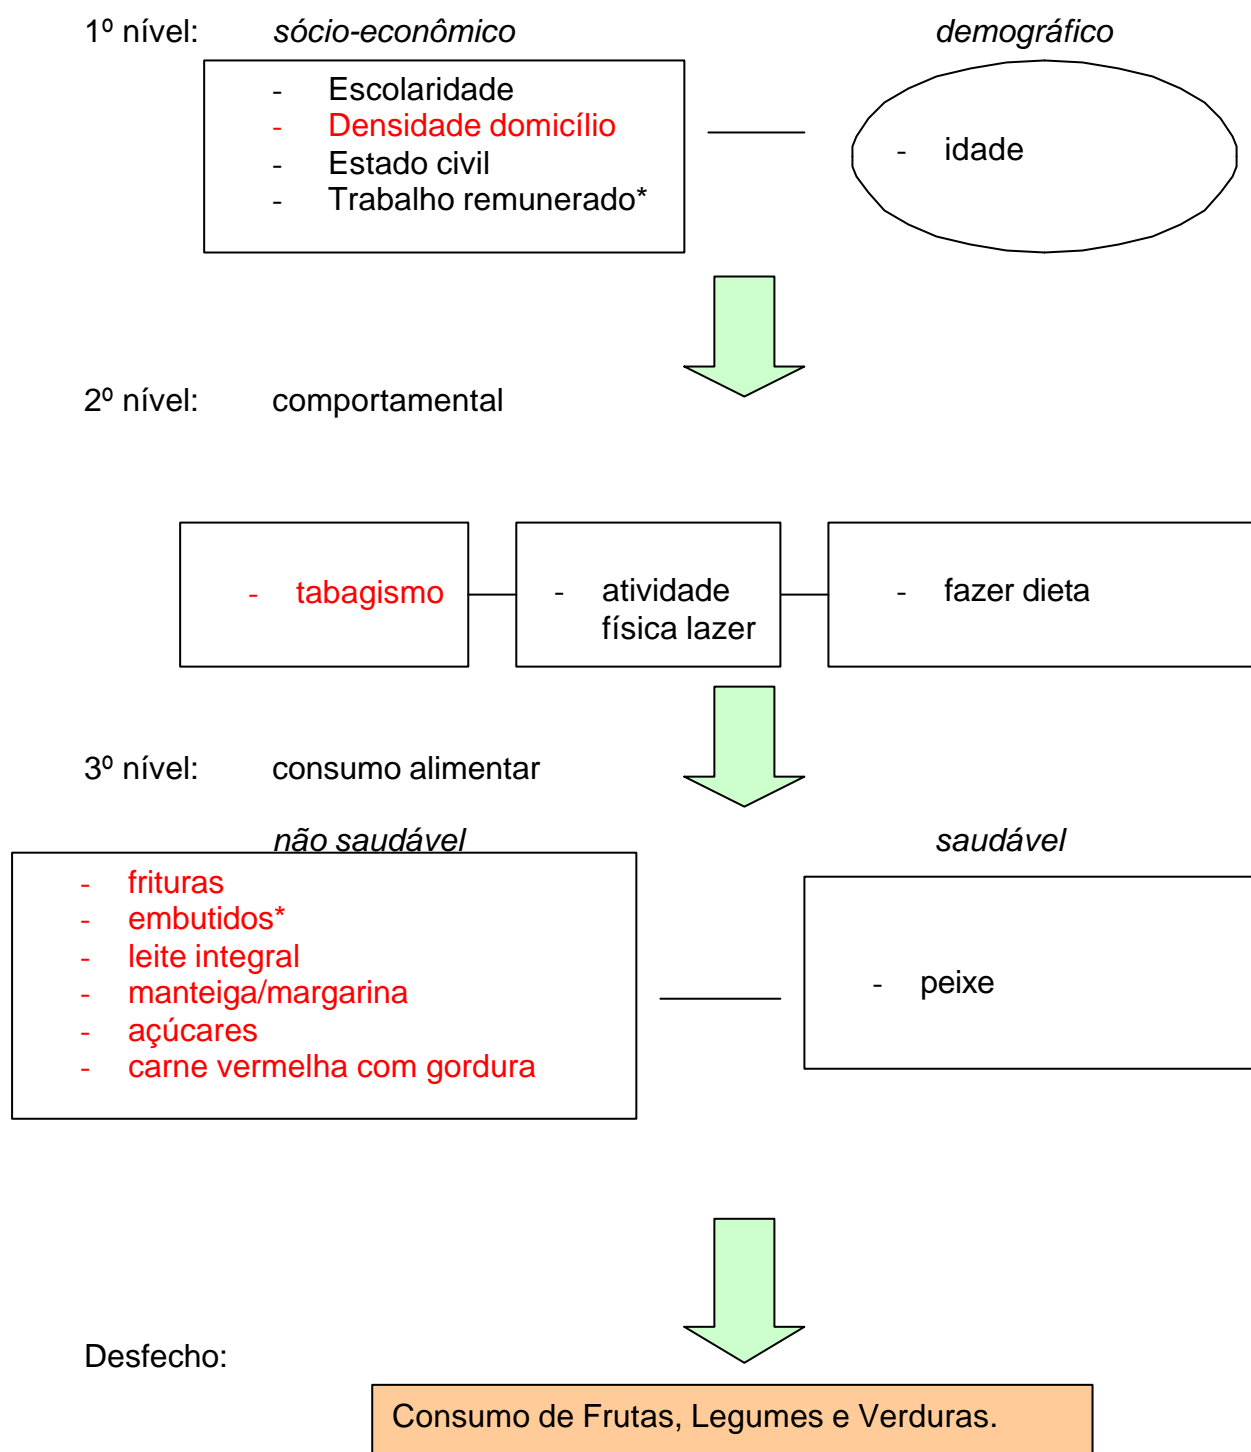 1º nível: sócio-econômico demográfico
- Escolaridade
- Densidade domicílio
- Estado civil
- Trabalho remunerado*
- idade
2º nível: comportamental
- tabagismo
- atividade
física lazer
- fazer dieta
3º nível: consumo alimentar
não saudável saudável
- frituras
- embutidos*
- leite integral
- manteiga/margarina
- açúcares
- carne vermelha com gordura
- peixe
Desfecho:
Consumo de Frutas, Legumes e Verduras.